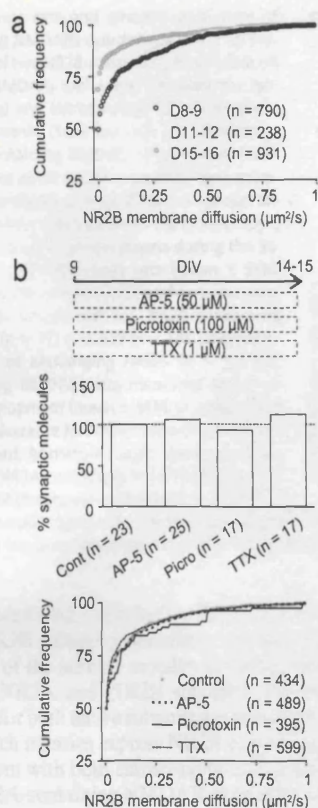 a
Cumulative frequency
100
75
50
25
D8-9 (n = 790)
D11-12 (n = 238)
D15-16 (n = 931)
0 0.25 0.50 0.75 1
NR2B membrane diffusion (µm²/s)
b
9 DIV 14-15
AP-5 (50 µM)
Picrotoxin (100 µM)
TTX (1 µM)
% synaptic molecules
150
100
50
0
Cont (n = 23)
AP-5 (n = 25)
Picro (n = 17)
TTX (n = 17)
Cumulative frequency
100
75
50
25
Control (n = 434)
AP-5 (n = 489)
Picrotoxin (n = 395)
TTX (n = 599)
0 0.25 0.50 0.75 1
NR2B membrane diffusion (µm²/s)